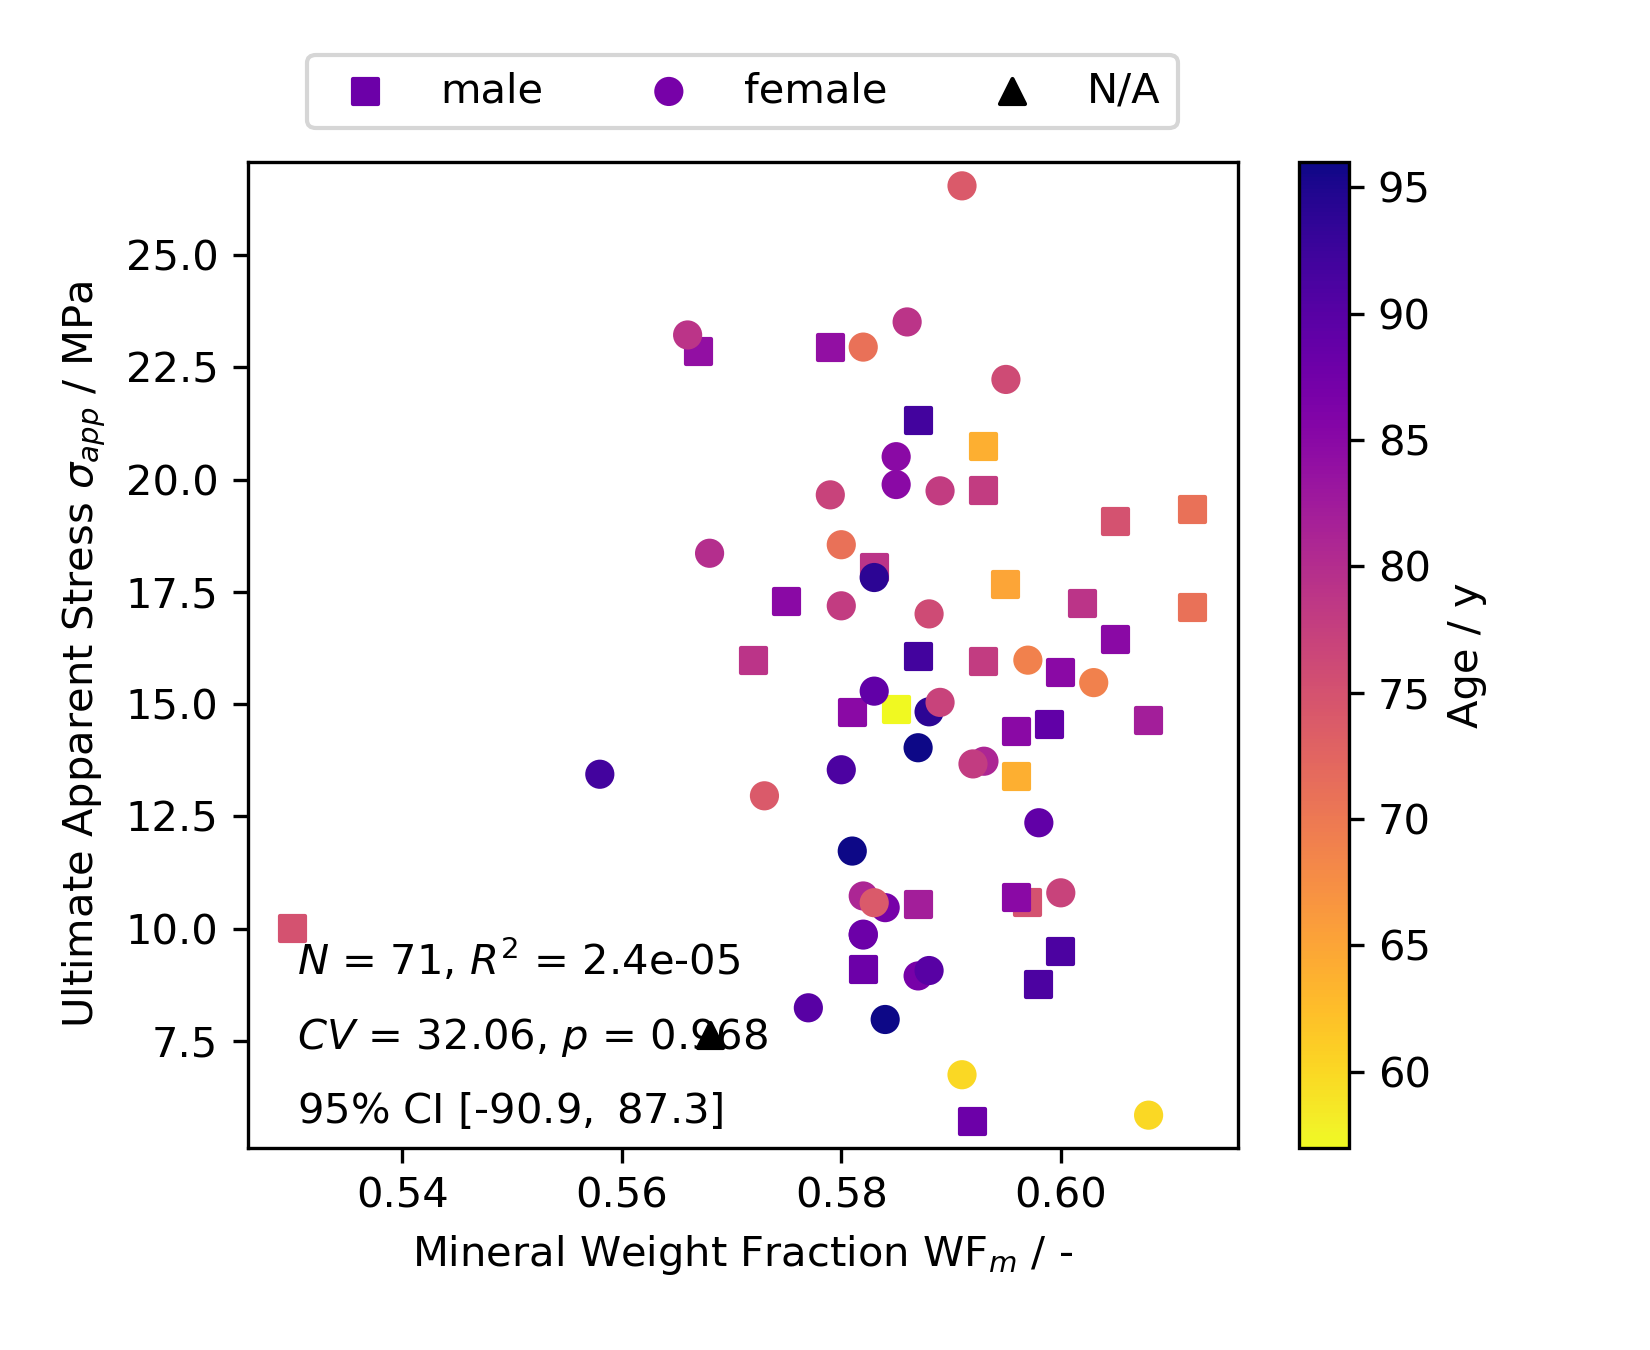 male female N/A
25.0
22.5
20.0
17.5
15.0
12.5
10.0
7.5
Ultimate Apparent Stress σapp / MPa
N = 71, R² = 2.4e-05
CV = 32.06, p = 0.968
95% CI [-90.9, 87.3]
0.54 0.56 0.58 0.60
Mineral Weight Fraction WFm / -
95
90
85
80
75
70
65
60
Age / y